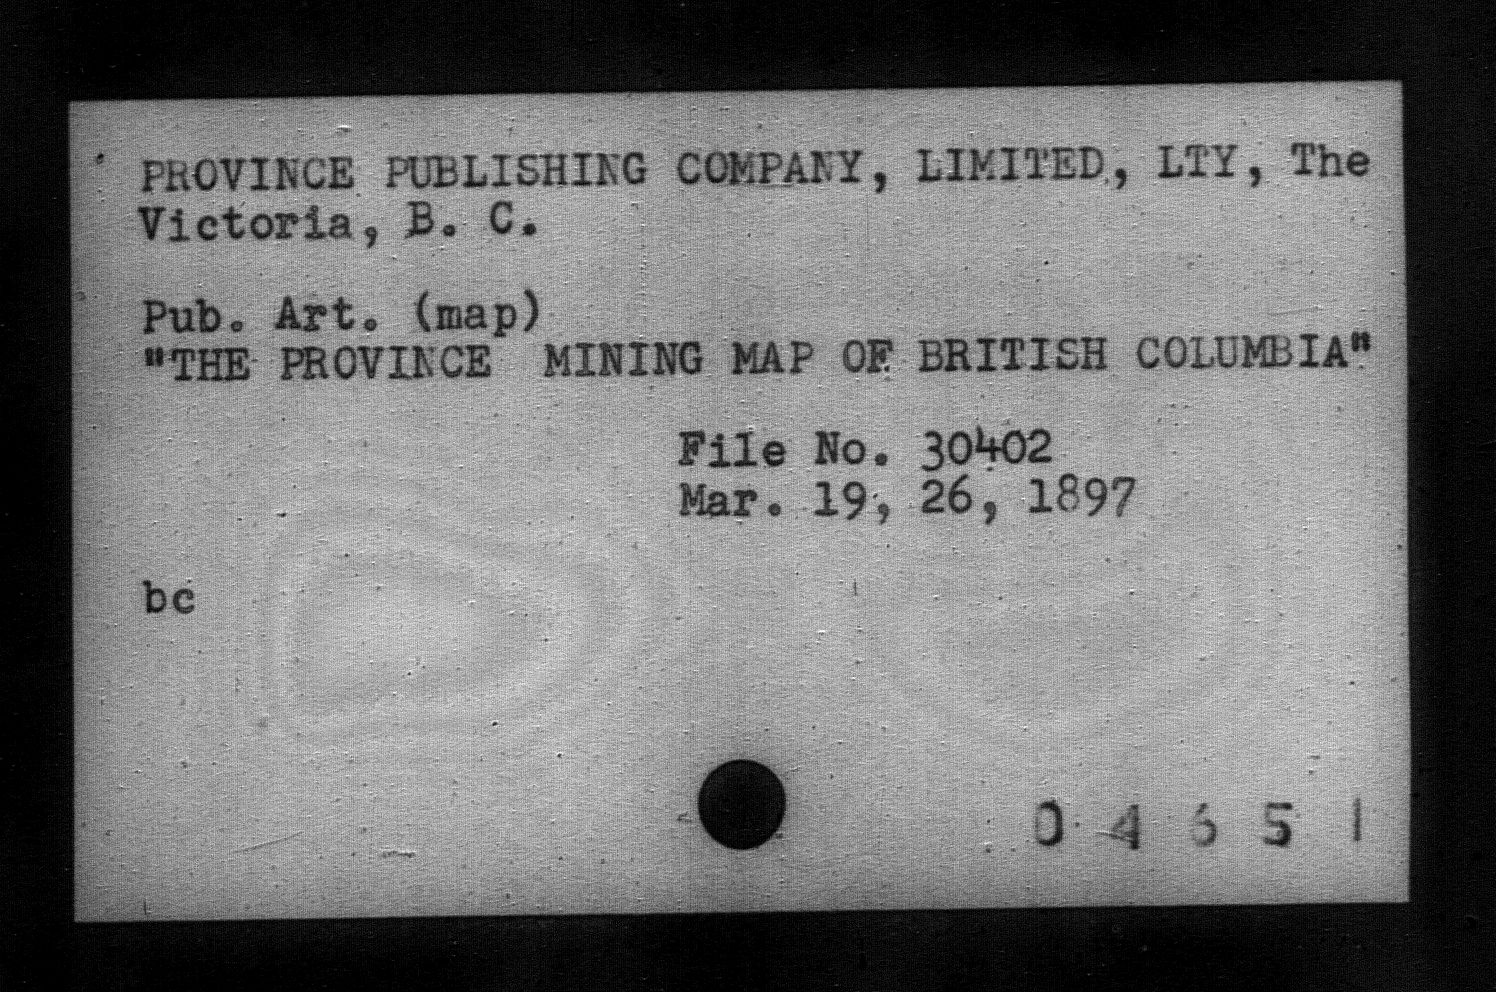 PROVINCE PUBLISHING COMPANY, LIMITED, LTY, The
Victoria, B. C.
Pub. Art. (map)
"THE PROVINCE MINING MAP OF BRITISH COLUMBIA"
File No. 30402
Mar. 19, 26, 1897
bc
0 4 6 5 1